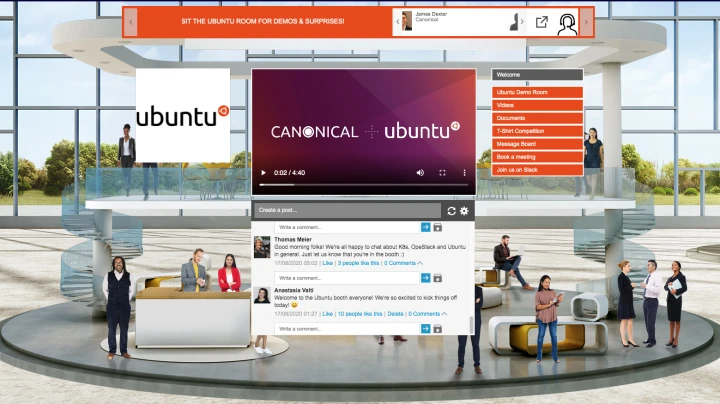 SIT THE UBUNTU ROOM FOR DEMOS & SURPRISES!
James Dexter
Canonical
ubuntu
CANONICAL ubuntu
0:02 / 4:40
Welcome
Ubuntu Demo Room
Videos
Documents
T-Shirt Competition
Message Board
Book a meeting
Join us on Slack
Create a post...
Write a comment...
Thomas Meier
Good morning folks! We're all happy to chat about K8s, OpeStack and Ubuntu
in general. Just let us know that you're in the booth :)
17/08/2020 05:02 | Like | 3 people like this | 0 Comments
Write a comment...
Anastasia Valti
Welcome to the Ubuntu booth everyone! We're so excited to kick things off
today!
17/08/2020 01:27 | Like | 10 people like this | Delete | 0 Comments
Write a comment...